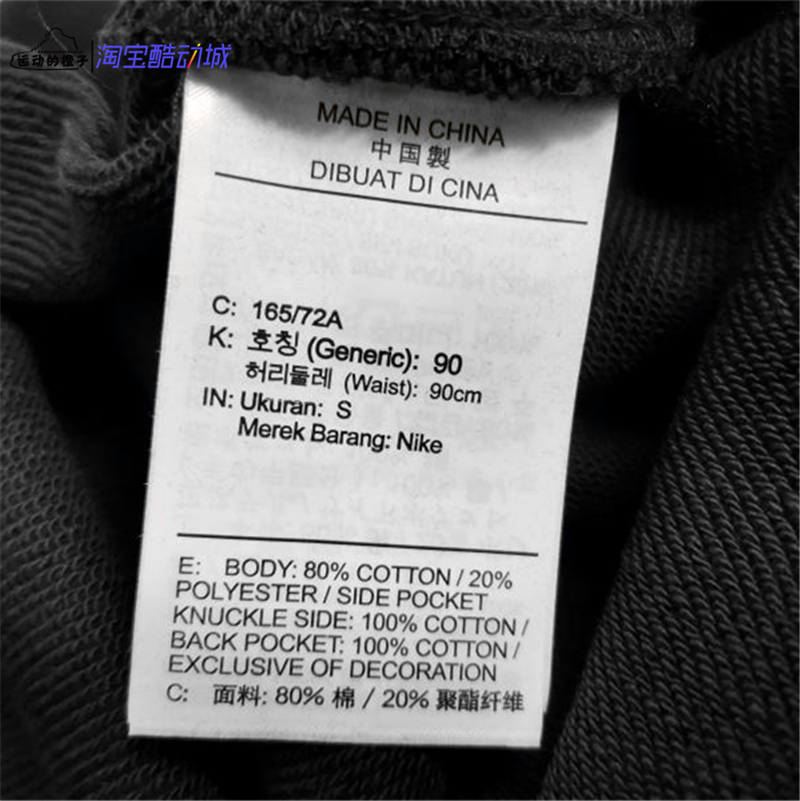 运动的橙子
淘宝酷动城
MADE IN CHINA
中国製
DIBUAT DI CINA
C: 165/72A
K: 호칭 (Generic): 90
허리둘레 (Waist): 90cm
IN: Ukuran: S
Merek Barang: Nike
E: BODY: 80% COTTON / 20%
POLYESTER / SIDE POCKET
KNUCKLE SIDE: 100% COTTON /
BACK POCKET: 100% COTTON /
EXCLUSIVE OF DECORATION
C: 面料: 80% 棉 / 20% 聚酯纤维